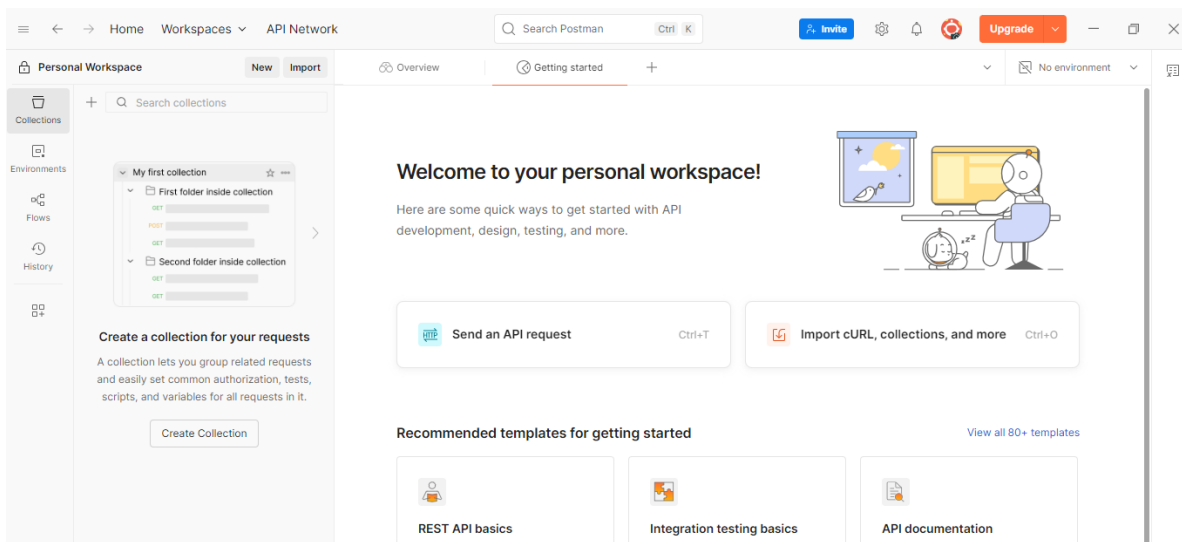 Home Workspaces API Network
Search Postman Ctrl K
Invite
Upgrade
Personal Workspace New Import
Overview
Getting started
No environment
Collections
Environments
Flows
History
Search collections
My first collection
First folder inside collection
GET
POST
GET
Second folder inside collection
GET
GET
Create a collection for your requests
A collection lets you group related requests
and easily set common authorization, tests,
scripts, and variables for all requests in it.
Create Collection
Welcome to your personal workspace!
Here are some quick ways to get started with API
development, design, testing, and more.
zzz
HTTP Send an API request Ctrl+T
Import cURL, collections, and more Ctrl+O
Recommended templates for getting started View all 80+ templates
REST API basics
Integration testing basics
API documentation